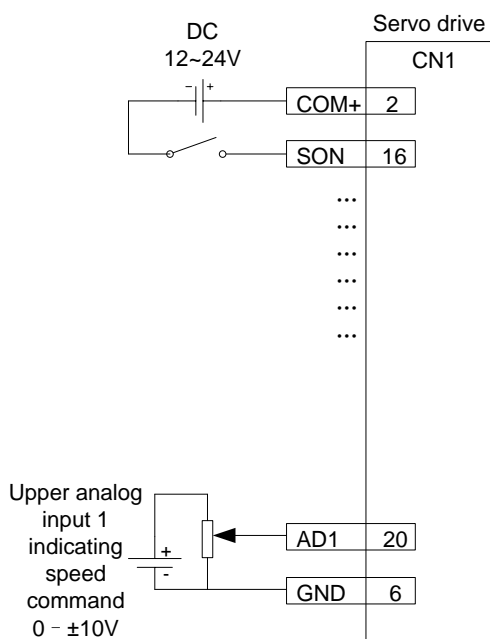 Servo drive
DC
12~24V
CN1
− +
COM+ 2
SON 16
...
...
...
...
...
...
Upper analog
input 1
indicating
speed
command
0﹣±10V
+
-
AD1 20
GND 6